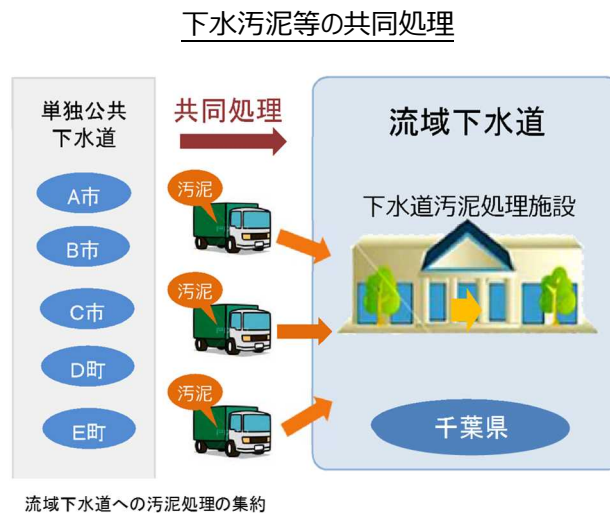 下水汚泥等の共同処理
単独公共
下水道
A市
B市
C市
D町
E町
共同処理
汚泥
汚泥
汚泥
流域下水道
下水道汚泥処理施設
千葉県
流域下水道への汚泥処理の集約